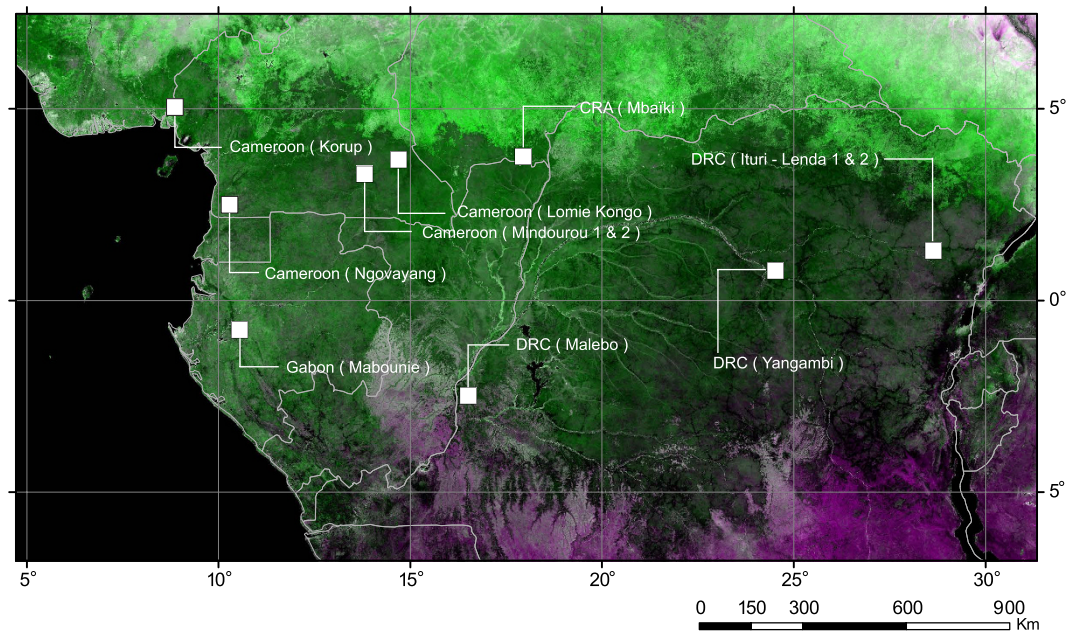 5°
CRA ( Mbaïki )
Cameroon ( Korup )
DRC ( Ituri - Lenda 1 & 2 )
Cameroon ( Lomie Kongo )
Cameroon ( Mindourou 1 & 2 )
Cameroon ( Ngovayang )
0°
DRC ( Malebo )
Gabon ( Mabounie )
DRC ( Yangambi )
5°
5° 10° 15° 20° 25° 30°
0 150 300 600 900
Km